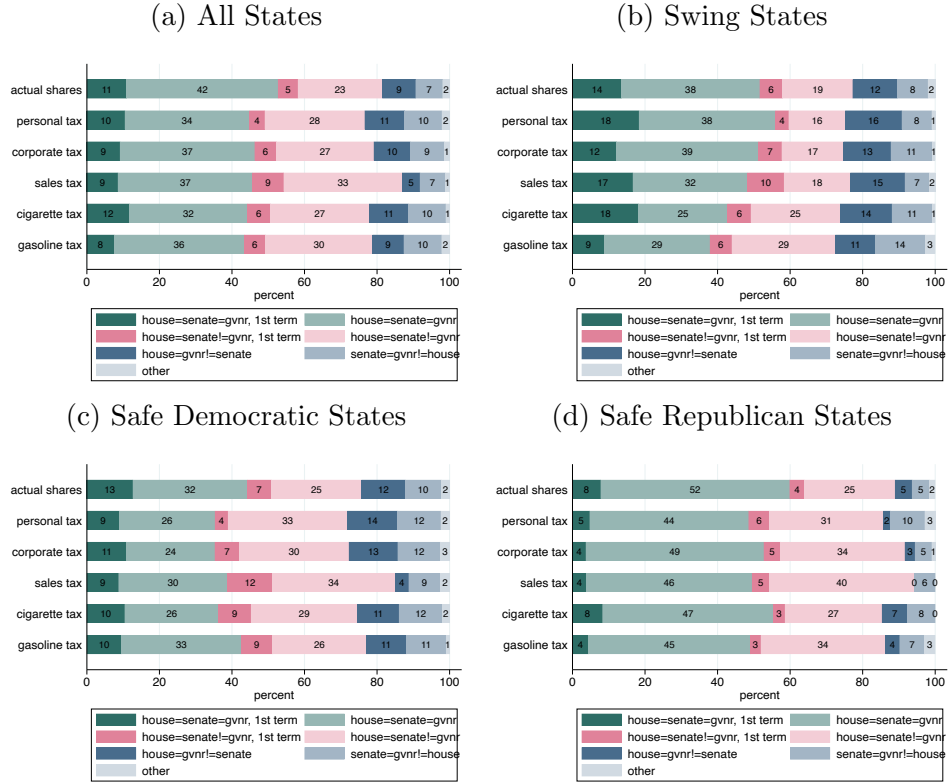 (a) All States
actual shares 11 42 5 23 9 7 2
personal tax 10 34 4 28 11 10 2
corporate tax 9 37 6 27 10 9 1
sales tax 9 37 9 33 5 7 1
cigarette tax 12 32 6 27 11 10 1
gasoline tax 8 36 6 30 9 10 2
0 20 40 60 80 100
percent
house=senate=gvnr, 1st term house=senate=gvnr
house=senate!=gvnr, 1st term house=senate!=gvnr
house=gvnr!=senate senate=gvnr!=house
other
(b) Swing States
actual shares 14 38 6 19 12 8 2
personal tax 18 38 4 16 16 8 1
corporate tax 12 39 7 17 13 11 1
sales tax 17 32 10 18 15 7 2
cigarette tax 18 25 6 25 14 11 1
gasoline tax 9 29 6 29 11 14 3
0 20 40 60 80 100
percent
house=senate=gvnr, 1st term house=senate=gvnr
house=senate!=gvnr, 1st term house=senate!=gvnr
house=gvnr!=senate senate=gvnr!=house
other
(c) Safe Democratic States
actual shares 13 32 7 25 12 10 2
personal tax 9 26 4 33 14 12 2
corporate tax 11 24 7 30 13 12 3
sales tax 9 30 12 34 4 9 2
cigarette tax 10 26 9 29 11 12 2
gasoline tax 10 33 9 26 11 11 1
0 20 40 60 80 100
percent
house=senate=gvnr, 1st term house=senate=gvnr
house=senate!=gvnr, 1st term house=senate!=gvnr
house=gvnr!=senate senate=gvnr!=house
other
(d) Safe Republican States
actual shares 8 52 4 25 5 5 2
personal tax 5 44 6 31 2 10 3
corporate tax 4 49 5 34 3 5 1
sales tax 4 46 5 40 0 6 0
cigarette tax 8 47 3 27 7 8 0
gasoline tax 4 45 3 34 4 7 3
0 20 40 60 80 100
percent
house=senate=gvnr, 1st term house=senate=gvnr
house=senate!=gvnr, 1st term house=senate!=gvnr
house=gvnr!=senate senate=gvnr!=house
other